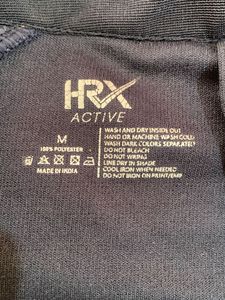 HRX
ACTIVE
M
100% POLYESTER
MADE IN INDIA
WASH AND DRY INSIDE OUT
HAND OR MACHINE WASH COLD
WASH DARK COLORS SEPARATELY
DO NOT BLEACH
DO NOT WRING
LINE DRY IN SHADE
COOL IRON WHEN NEEDED
DO NOT IRON ON PRINT/EMB